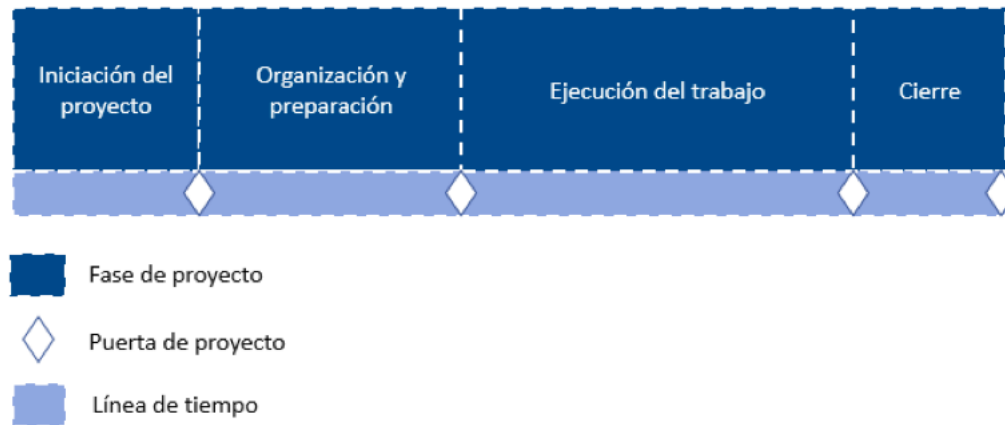 Iniciación del
proyecto
Organización y
preparación
Ejecución del trabajo
Cierre
Fase de proyecto
Puerta de proyecto
Línea de tiempo